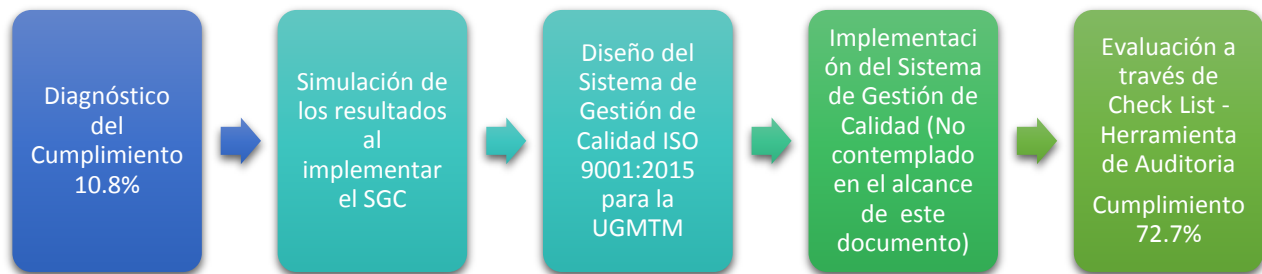 Diagnóstico
del
Cumplimiento
10.8%
Simulación de
los resultados
al
implementar
el SGC
Diseño del
Sistema de
Gestión de
Calidad ISO
9001:2015
para la
UGMTM
Implementaci
ón del Sistema
de Gestión de
Calidad (No
contemplado
en el alcance
de este
documento)
Evaluación a
través de
Check List -
Herramienta
de Auditoria
Cumplimiento
72.7%